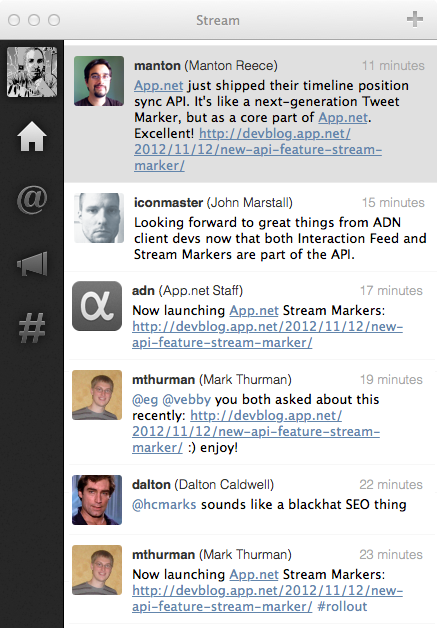 Stream
manton (Manton Reece) 11 minutes
App.net just shipped their timeline position
sync API. It's like a next-generation Tweet
Marker, but as a core part of App.net.
Excellent! http://devblog.app.net/
2012/11/12/new-api-feature-stream-
marker/
iconmaster (John Marstall) 15 minutes
Looking forward to great things from ADN
client devs now that both Interaction Feed and
Stream Markers are part of the API.
adn (App.net Staff) 17 minutes
Now launching App.net Stream Markers:
http://devblog.app.net/2012/11/12/new-
api-feature-stream-marker/
mthurman (Mark Thurman) 19 minutes
@eg @vebby you both asked about this
recently: http://devblog.app.net/
2012/11/12/new-api-feature-stream-
marker/ :) enjoy!
dalton (Dalton Caldwell) 22 minutes
@hcmarks sounds like a blackhat SEO thing
mthurman (Mark Thurman) 23 minutes
Now launching App.net Stream Markers:
http://devblog.app.net/2012/11/12/new-
api-feature-stream-marker/ #rollout